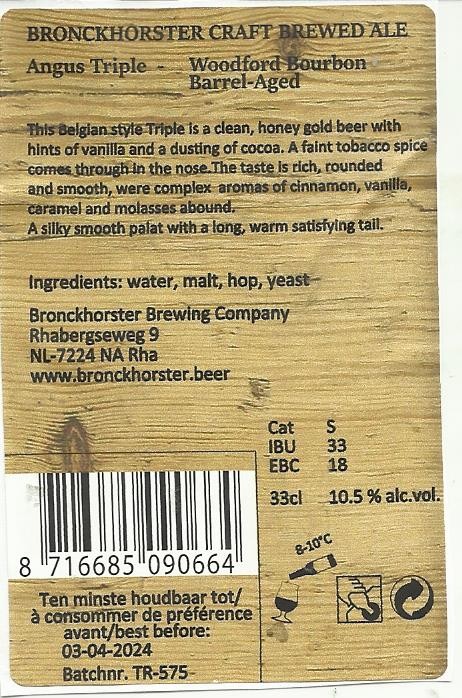 BRONCKHORSTER CRAFT BREWED ALE
Angus Triple - Woodford Bourbon
Barrel-Aged
This Belgian style Triple is a clean, honey gold beer with
hints of vanilla and a dusting of cocoa. A faint tobacco spice
comes through in the nose.The taste is rich, rounded
and smooth, were complex aromas of cinnamon, vanilla,
caramel and molasses abound.
A silky smooth palat with a long, warm satisfying tail.
Ingredients: water, malt, hop, yeast
Bronckhorster Brewing Company
Rhabergseweg 9
NL-7224 NA Rha
www.bronckhorster.beer
Cat S
IBU 33
EBC 18
33cl 10.5 % alc.vol.
8-10°C
8 716685 090664
Ten minste houdbaar tot/
à consommer de préférence
avant/best before:
03-04-2024
Batchnr. TR-575